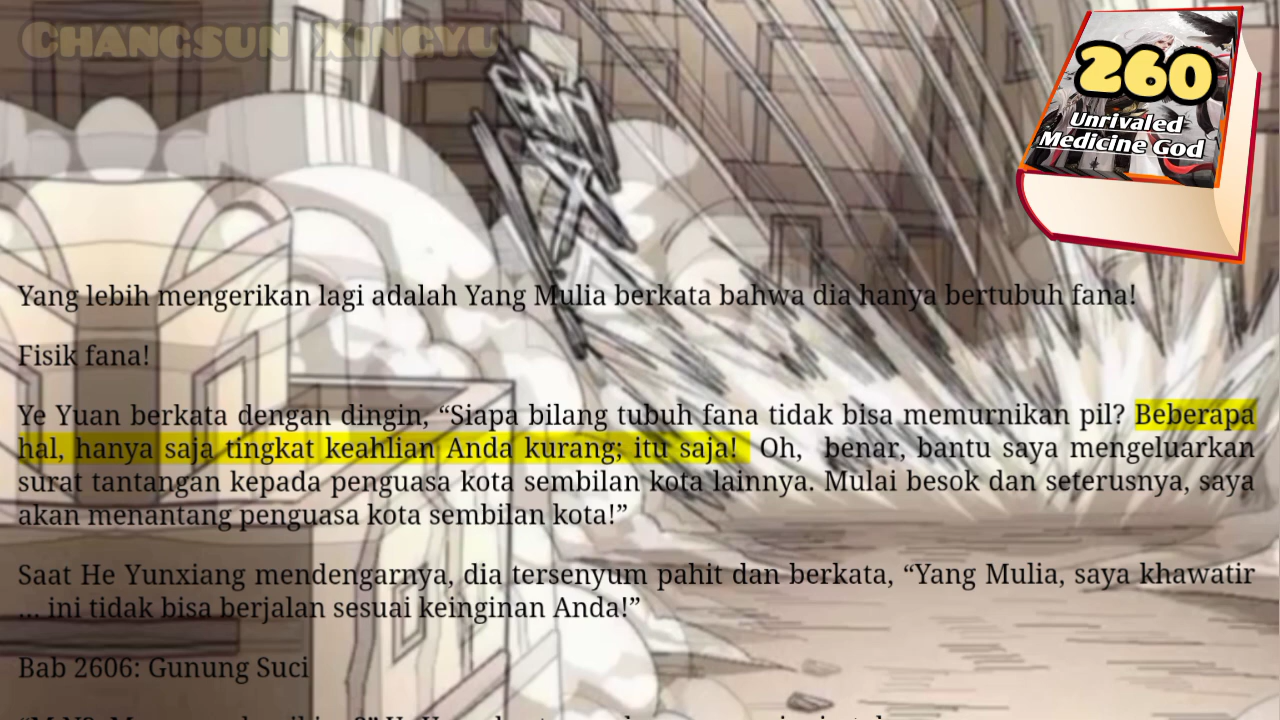 Changsun Xingyu
260
Unrivaled
Medicine God
Yang lebih mengerikan lagi adalah Yang Mulia berkata bahwa dia hanya bertubuh fana!
Fisik fana!
Ye Yuan berkata dengan dingin, “Siapa bilang tubuh fana tidak bisa memurnikan pil? Beberapa
hal, hanya saja tingkat keahlian Anda kurang; itu saja! Oh, benar, bantu saya mengeluarkan
surat tantangan kepada penguasa kota sembilan kota lainnya. Mulai besok dan seterusnya, saya
akan menantang penguasa kota sembilan kota!”
Saat He Yunxiang mendengarnya, dia tersenyum pahit dan berkata, “Yang Mulia, saya khawatir
… ini tidak bisa berjalan sesuai keinginan Anda!”
Bab 2606: Gunung Suci